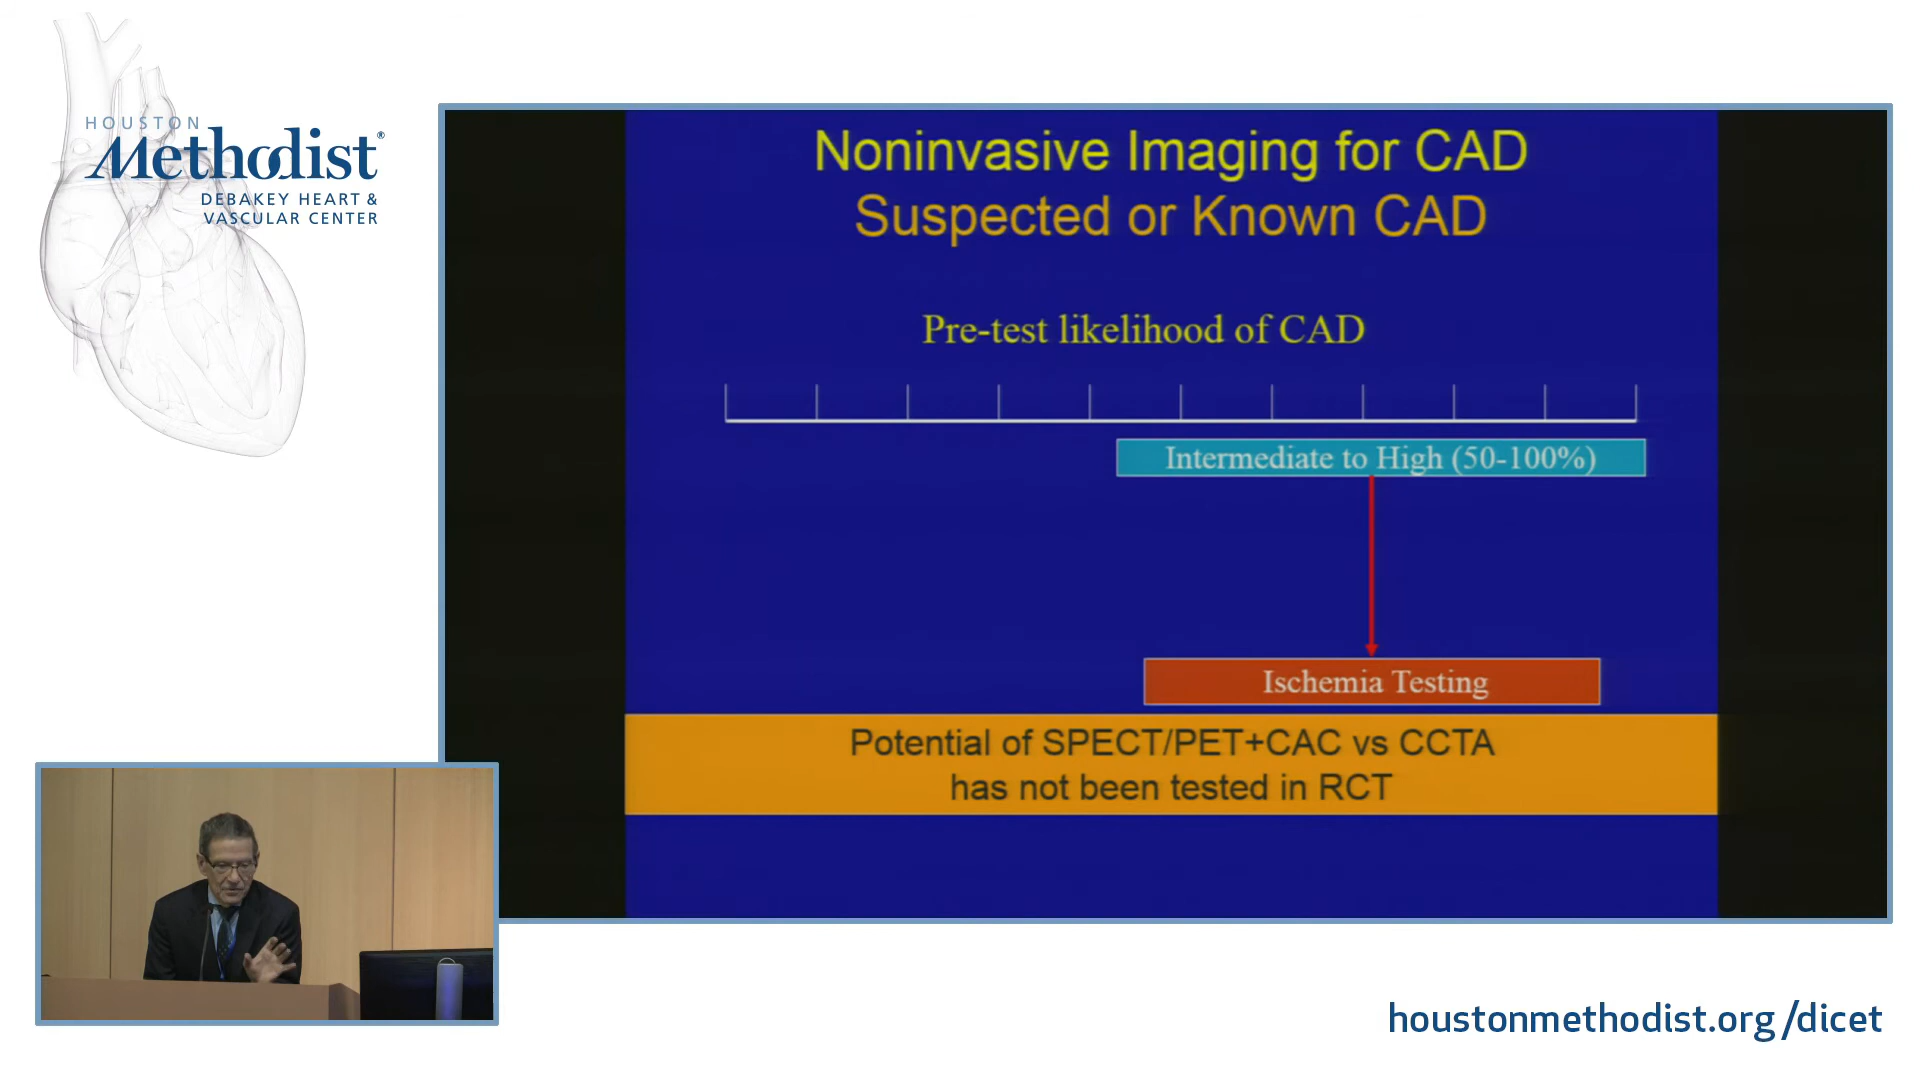 HOUSTON
Methodist®
DEBAKEY HEART &
VASCULAR CENTER
Noninvasive Imaging for CAD
Suspected or Known CAD
Pre-test likelihood of CAD
Intermediate to High (50-100%)
Ischemia Testing
Potential of SPECT/PET+CAC vs CCTA
has not been tested in RCT
houstonmethodist.org/dicet